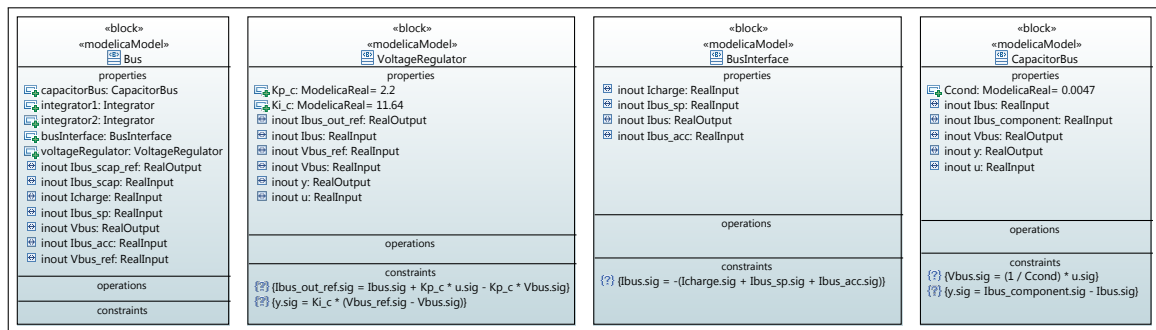 «block»
«modelicaModel»
Bus
properties
capacitorBus: CapacitorBus
integrator1: Integrator
integrator2: Integrator
busInterface: BusInterface
voltageRegulator: VoltageRegulator
inout Ibus_scap_ref: RealOutput
inout Ibus_scap: RealInput
inout Icharge: RealInput
inout Ibus_sp: RealInput
inout Vbus: RealOutput
inout Ibus_acc: RealInput
inout Vbus_ref: RealInput
operations
constraints
«block»
«modelicaModel»
VoltageRegulator
properties
Kp_c: ModelicaReal= 2.2
Ki_c: ModelicaReal= 11.64
inout Ibus_out_ref: RealOutput
inout Ibus: RealInput
inout Vbus_ref: RealInput
inout Vbus: RealInput
inout y: RealOutput
inout u: RealInput
operations
constraints
{Ibus_out_ref.sig = Ibus.sig + Kp_c * u.sig - Kp_c * Vbus.sig}
{y.sig = Ki_c * (Vbus_ref.sig - Vbus.sig)}
«block»
«modelicaModel»
BusInterface
properties
inout Icharge: RealInput
inout Ibus_sp: RealInput
inout Ibus: RealOutput
inout Ibus_acc: RealInput
operations
constraints
{Ibus.sig = -(Icharge.sig + Ibus_sp.sig + Ibus_acc.sig)}
«block»
«modelicaModel»
CapacitorBus
properties
Ccond: ModelicaReal= 0.0047
inout Ibus: RealInput
inout Ibus_component: RealInput
inout Vbus: RealOutput
inout y: RealOutput
inout u: RealInput
operations
constraints
{Vbus.sig = (1 / Ccond) * u.sig}
{y.sig = Ibus_component.sig - Ibus.sig}